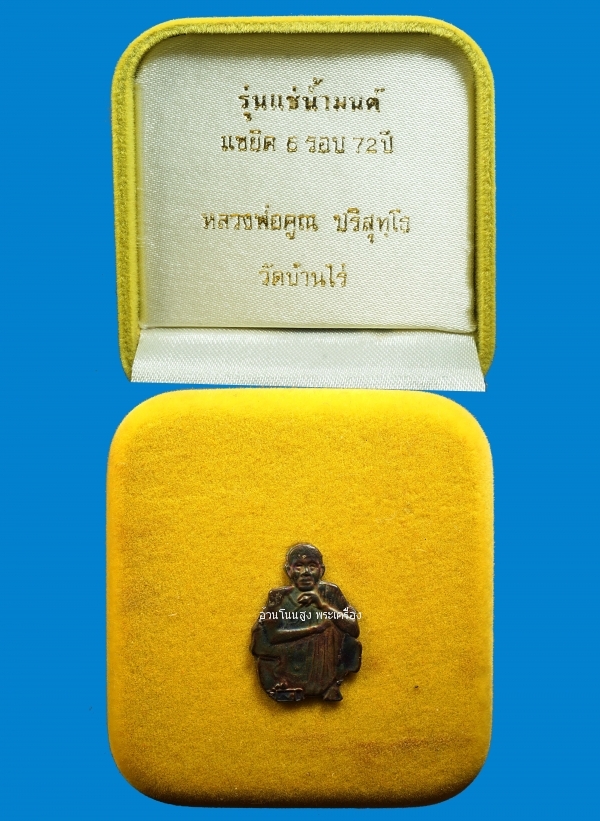 รุ่นแช่น้ำมนต์
แซยิด 6 รอบ 72 ปี
หลวงพ่อคูณ ปริสุทฺโธ
วัดบ้านไร่
อ้วนโนนสูง พระเครื่อง